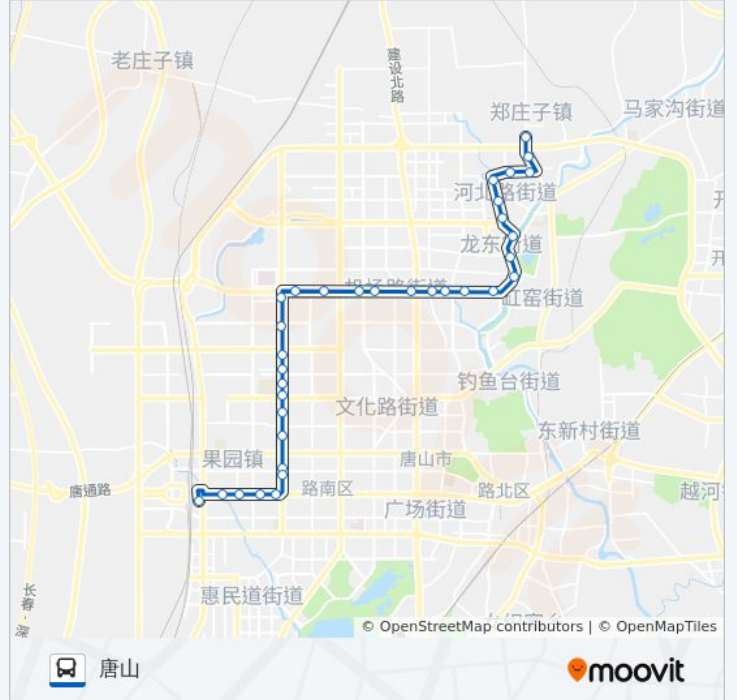 老庄子镇
建设北路
郑庄子镇
马家沟街道
河北路街道
龙东街道
机场路街道
缸窑街道
钓鱼台街道
文化路街道
东新村街道
果园镇
唐山市
唐通路
路南区
路北区
越河
广场街道
惠民道街道
长春 - 深
© OpenStreetMap contributors | © OpenMapTiles
唐山
moovit